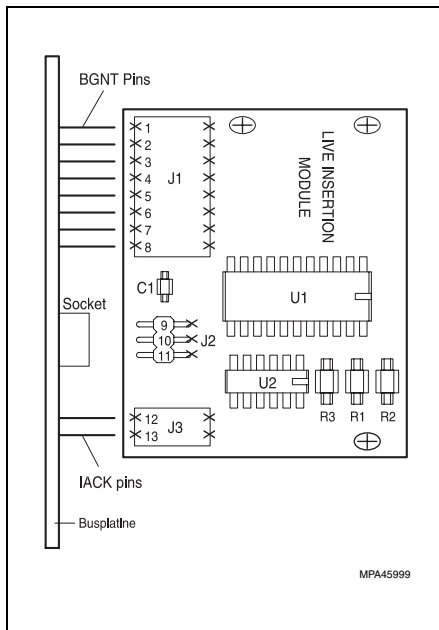 BGNT Pins
1
2
3
4
5
6
7
8
J1
LIVE INSERTION
MODULE
C1
U1
Socket
9
10
11
J2
U2
12
13
J3
R3
R1
R2
IACK pins
Busplatine
MPA45999